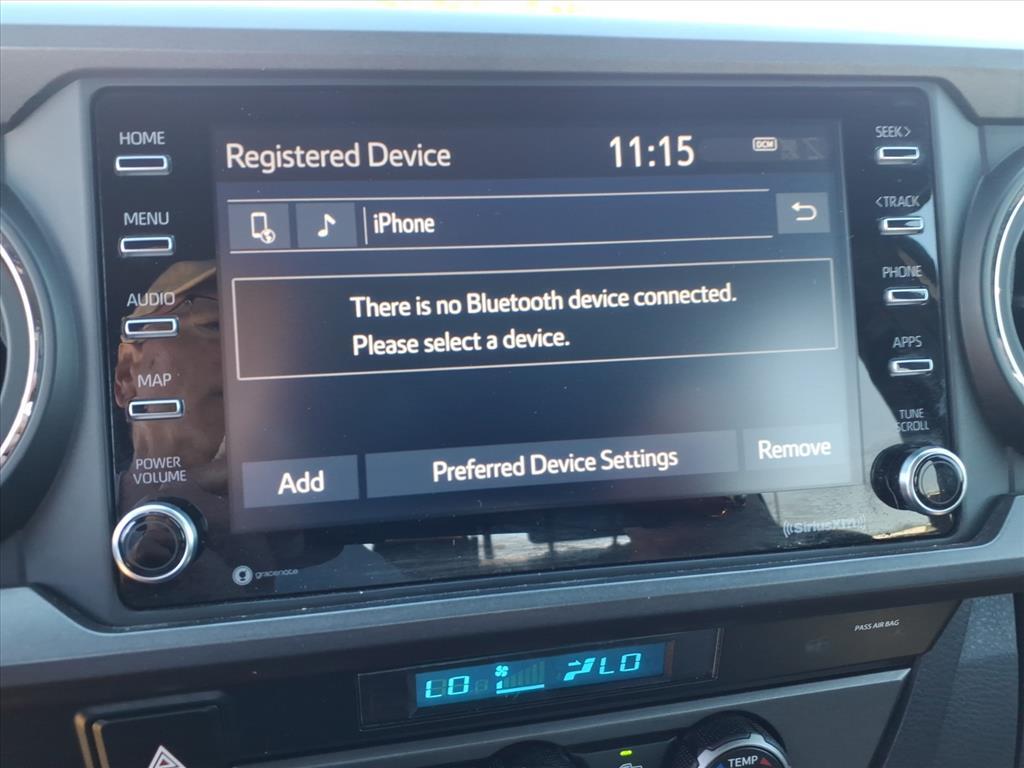 HOME
MENU
AUDIO
MAP
POWER
VOLUME
Registered Device
11:15
DCM
iPhone
There is no Bluetooth device connected.
Please select a device.
Add
Preferred Device Settings
Remove
SEEK>
<TRACK
PHONE
APPS
TUNE
SCROLL
gracenote
((SiriusXM))
PASS AIR BAG
LO
LO
TEMP